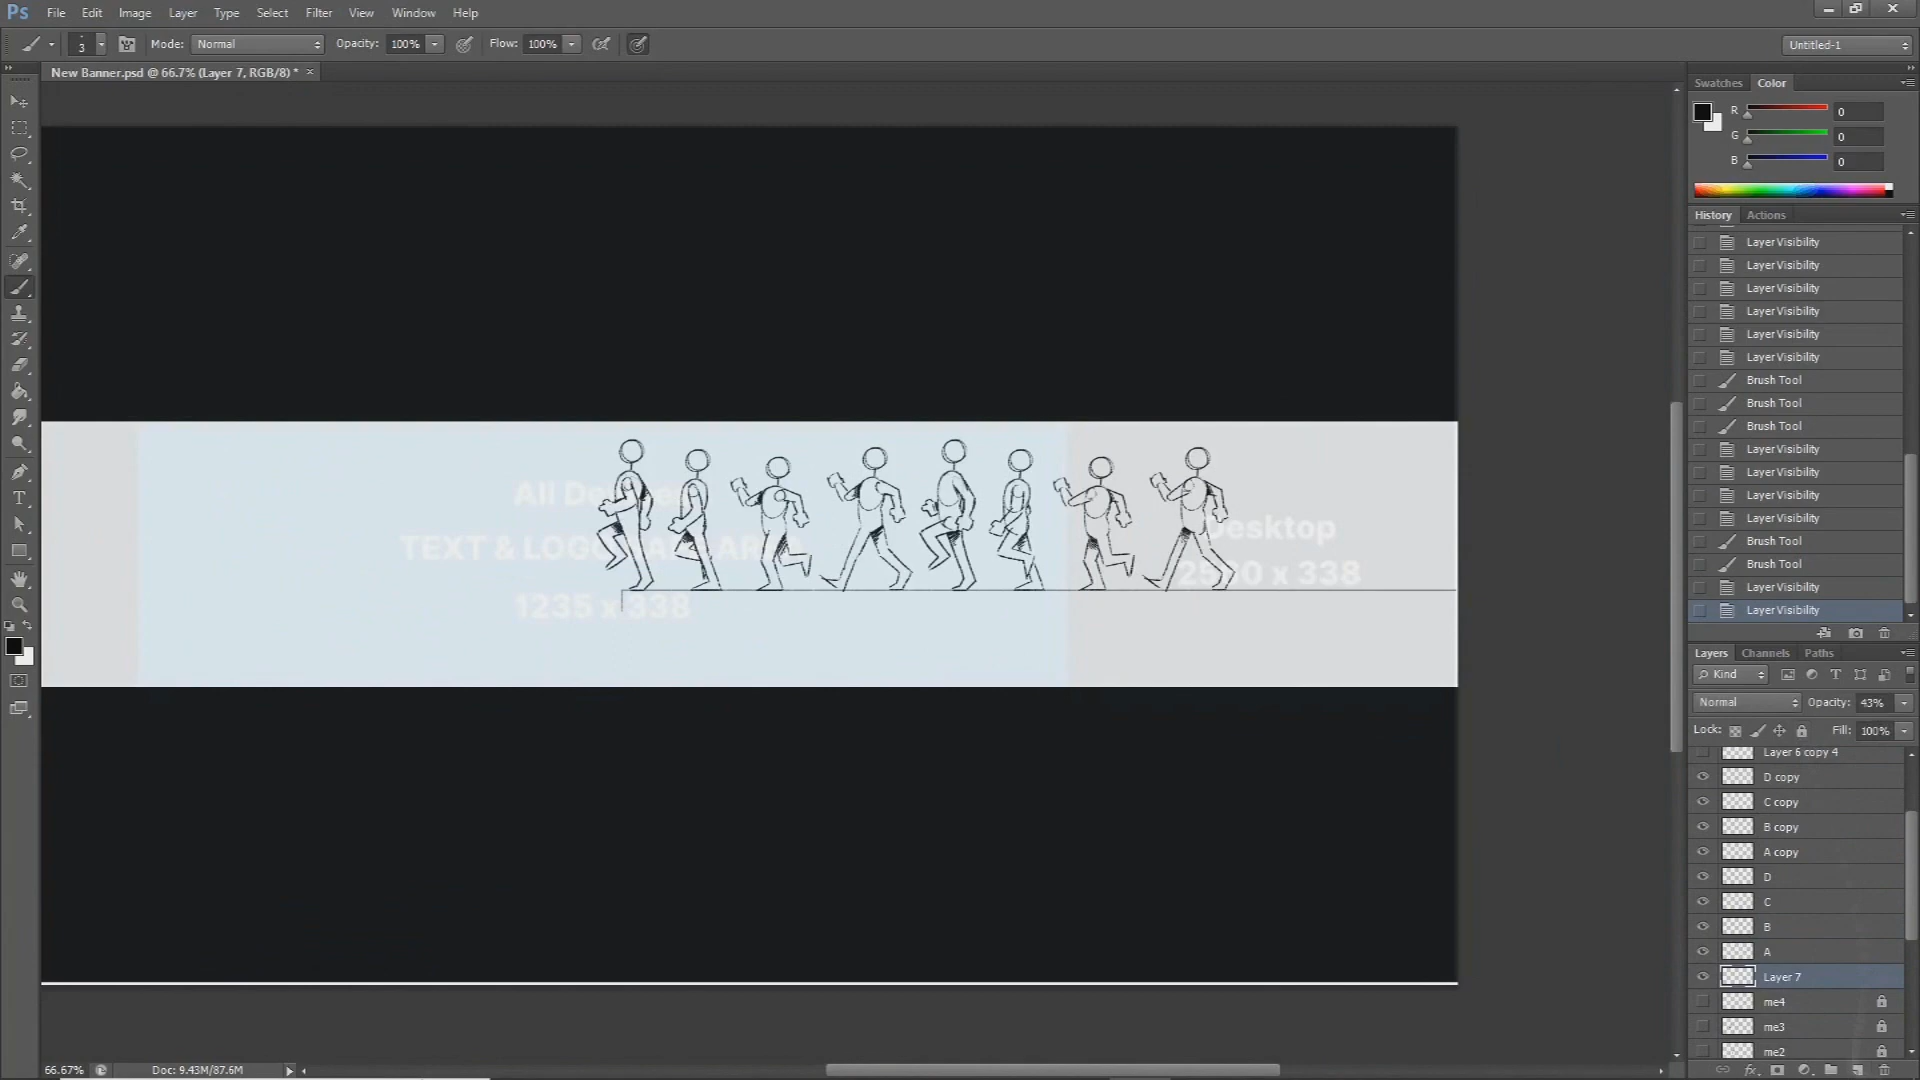 Ps File Edit Image Layer Type Select Filter View Window Help
3 Mode: Normal Opacity: 100% Flow: 100% Untitled-1
New Banner.psd @ 66.7% (Layer 7, RGB/8) * ×
Swatches Color
R 0
G 0
B 0
History Actions
Layer Visibility
Layer Visibility
Layer Visibility
Layer Visibility
Layer Visibility
Layer Visibility
Brush Tool
Brush Tool
Brush Tool
Layer Visibility
Layer Visibility
Layer Visibility
Layer Visibility
Brush Tool
Brush Tool
Layer Visibility
Layer Visibility
All
TEXT &
1235 x 338
Desktop
x 338
Layers Channels Paths
Kind
Normal Opacity: 43%
Lock: Fill: 100%
Layer 6 copy 4
D copy
C copy
B copy
A copy
D
C
B
A
Layer 7
me4
me3
me2
66.67% Doc: 9.43M/87.6M